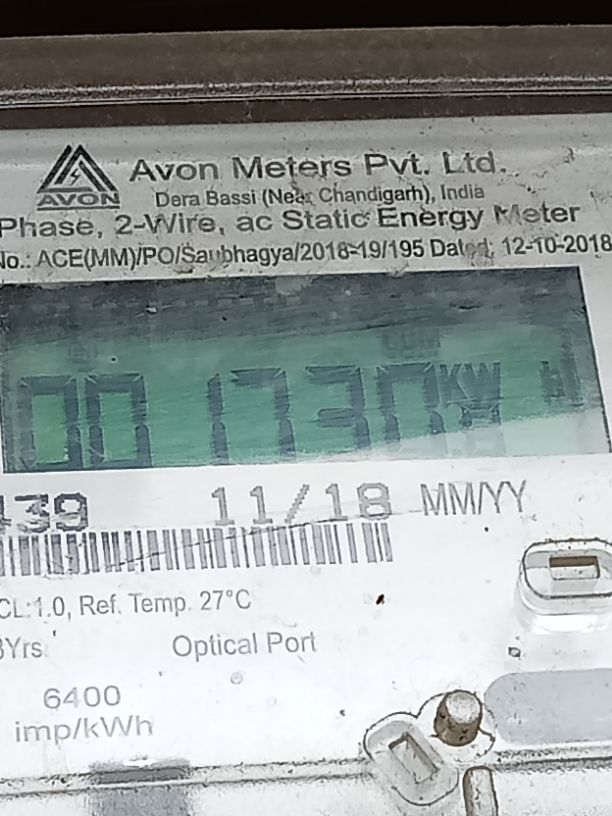 Avon Meters Pvt. Ltd.
AVON
Dera Bassi (Near Chandigarh), India
Phase, 2-Wire, ac Static Energy Meter
No.: ACE(MM)/PO/Saubhagya/2018-19/195 Dated: 12-10-2018
001730 kW h
439 11/18 MM/YY
CL:1.0, Ref. Temp. 27°C
Yrs.
Optical Port
6400
imp/kWh